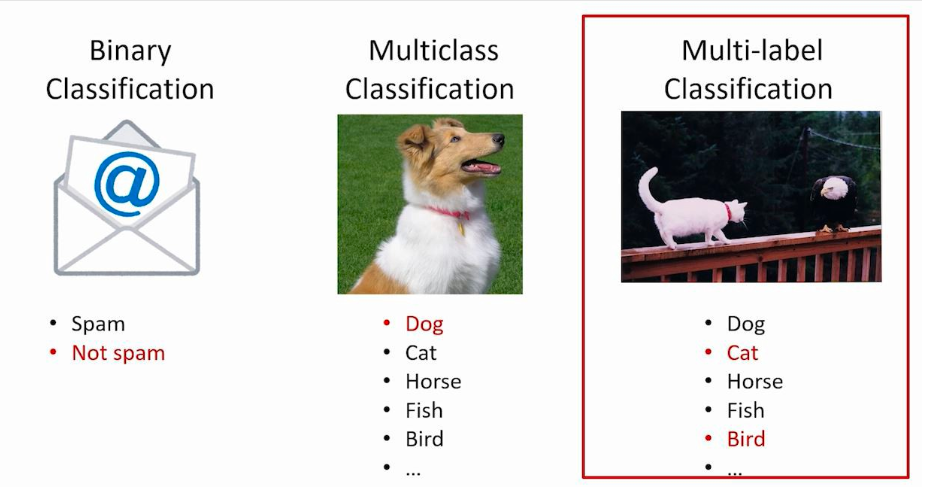 Binary
Classification
@
• Spam
• Not spam
Multiclass
Classification
• Dog
• Cat
• Horse
• Fish
• Bird
• ...
Multi-label
Classification
• Dog
• Cat
• Horse
• Fish
• Bird
• ...